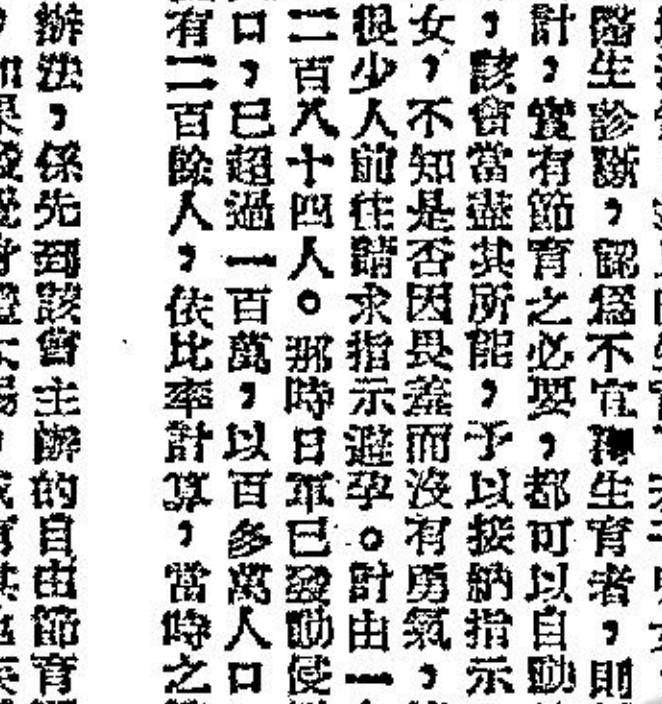 醫生診斷，認爲不宜生育者，則
計，實有節育之必要，都可以自動
，該會當盡其所能，予以接納指示
女，不知是否因畏羞而沒有勇氣，
很少人前往請求指示避孕。計由一
二百八十四人。那時日軍已發動侵
口，已超過一百萬，以百多萬人口
有二百餘人，依比率計算，當時之
辦法，係先到該會主辦的自由節育